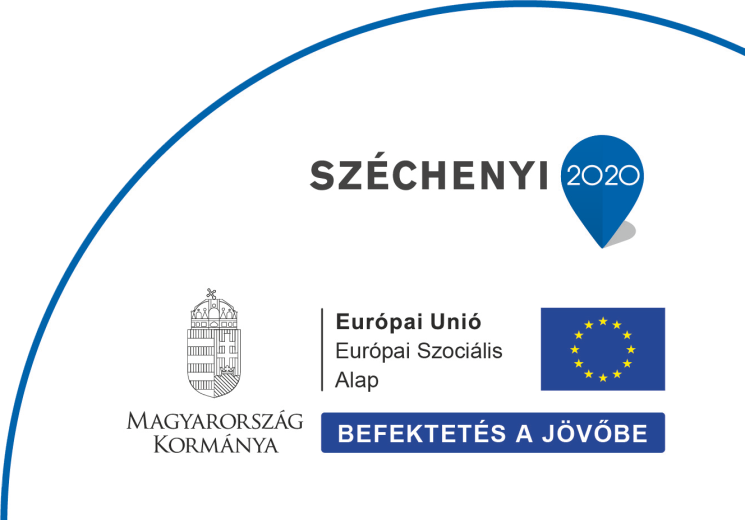 SZÉCHENYI 2020
Európai Unió
Európai Szociális
Alap
MAGYARORSZÁG
KORMÁNYA
BEFEKTETÉS A JÖVŐBE